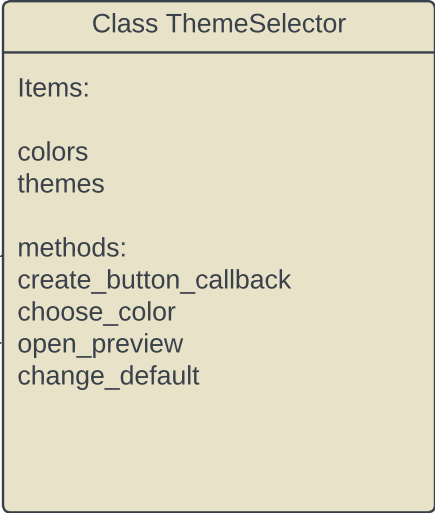 Class ThemeSelector
Items:
colors
themes
methods:
create_button_callback
choose_color
open_preview
change_default